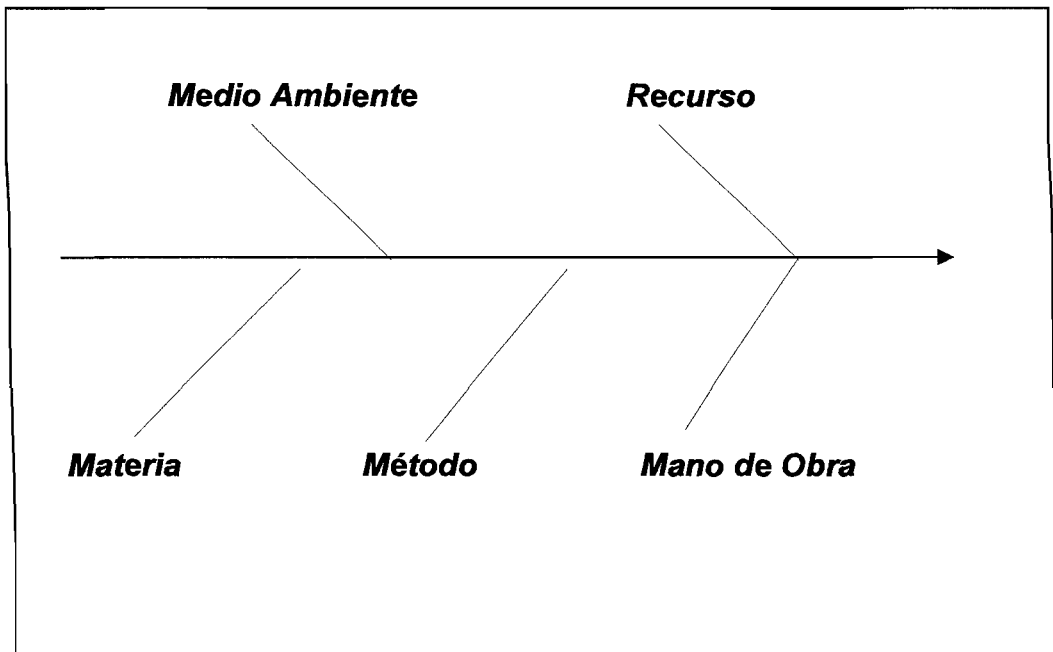 Medio Ambiente
Recurso
Materia
Método
Mano de Obra